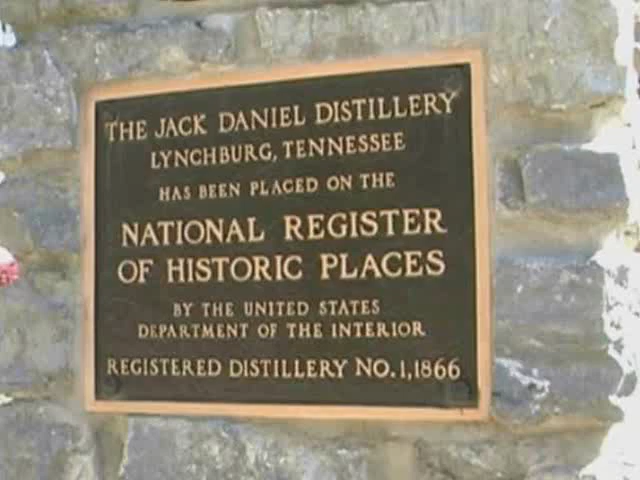 THE JACK DANIEL DISTILLERY
LYNCHBURG, TENNESSEE
HAS BEEN PLACED ON THE
NATIONAL REGISTER
OF HISTORIC PLACES
BY THE UNITED STATES
DEPARTMENT OF THE INTERIOR
REGISTERED DISTILLERY NO. 1, 1866